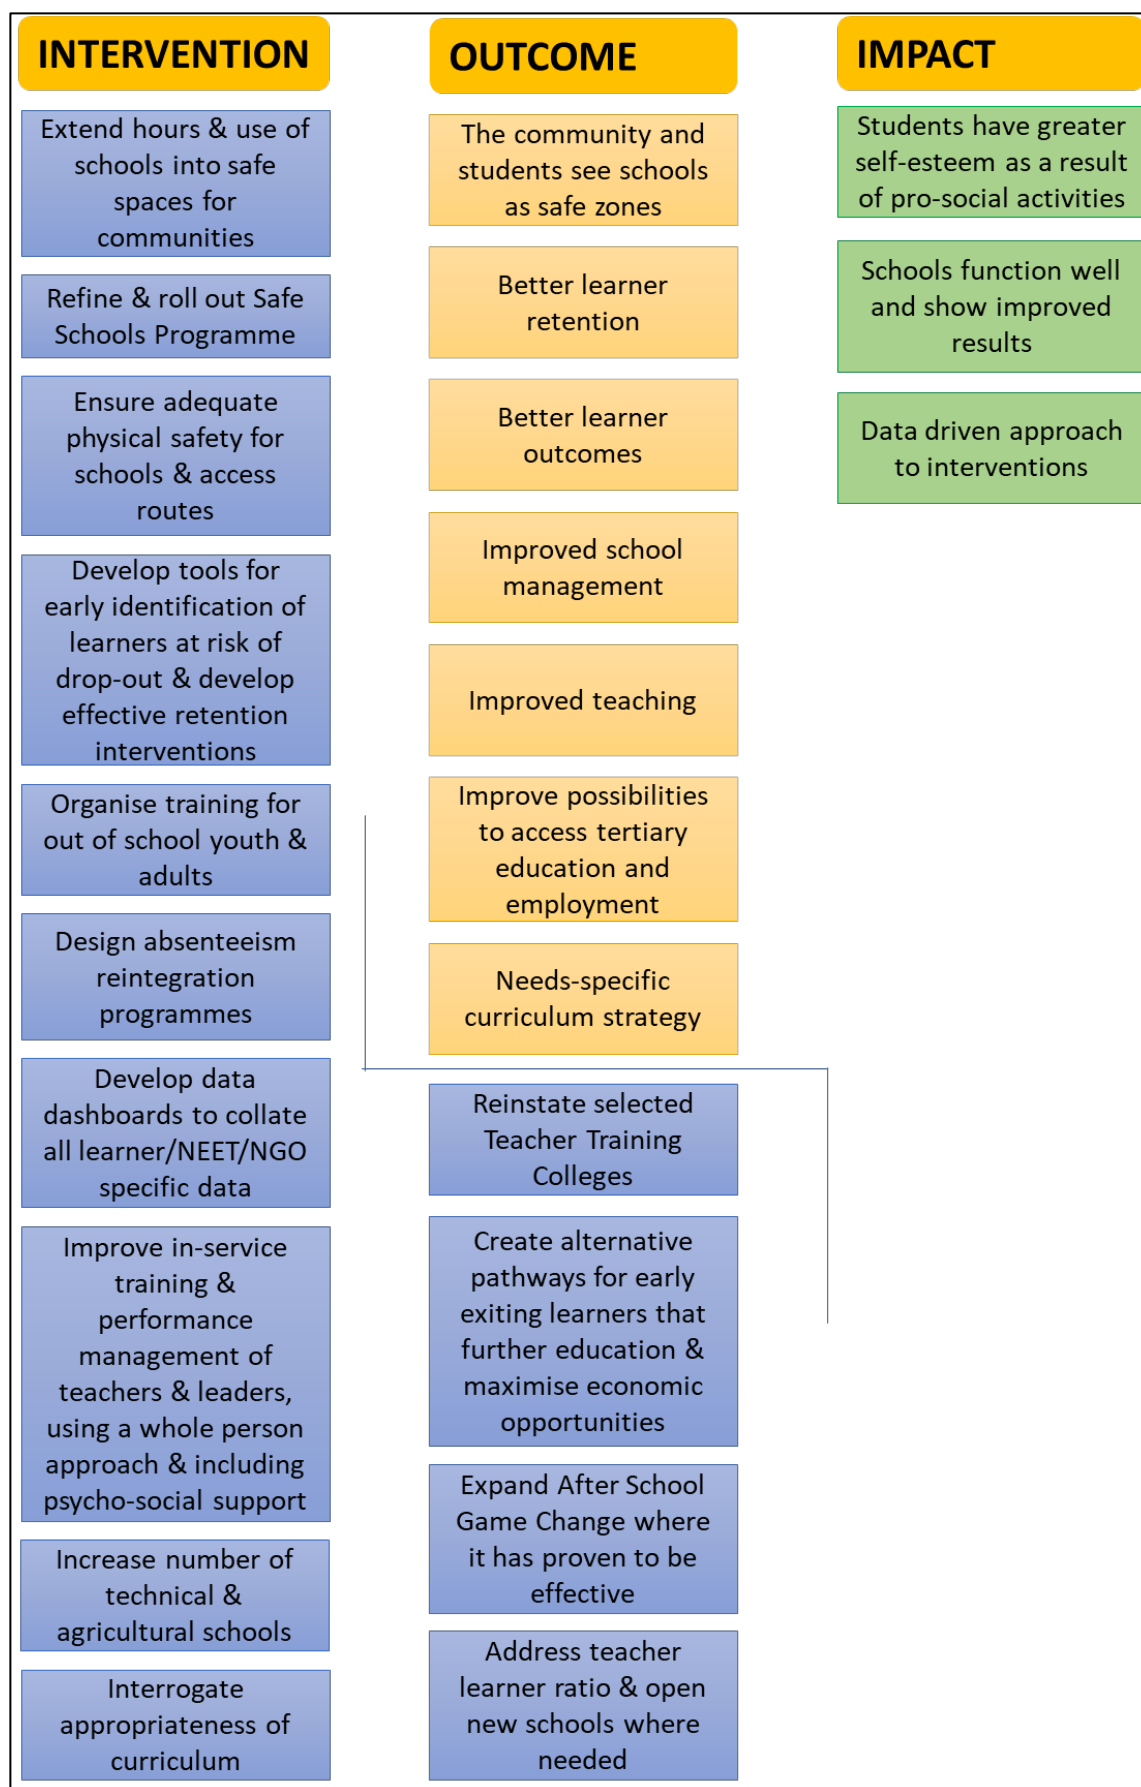 INTERVENTION
Extend hours & use of
schools into safe
spaces for
communities
Refine & roll out Safe
Schools Programme
Ensure adequate
physical safety for
schools & access
routes
Develop tools for
early identification of
learners at risk of
drop-out & develop
effective retention
interventions
Organise training for
out of school youth &
adults
Design absenteeism
reintegration
programmes
Develop data
dashboards to collate
all learner/NEET/NGO
specific data
Improve in-service
training &
performance
management of
teachers & leaders,
using a whole person
approach & including
psycho-social support
Increase number of
technical &
agricultural schools
Interrogate
appropriateness of
curriculum
OUTCOME
The community and
students see schools
as safe zones
Better learner
retention
Better learner
outcomes
Improved school
management
Improved teaching
Improve possibilities
to access tertiary
education and
employment
Needs-specific
curriculum strategy
Reinstate selected
Teacher Training
Colleges
Create alternative
pathways for early
exiting learners that
further education &
maximise economic
opportunities
Expand After School
Game Change where
it has proven to be
effective
Address teacher
learner ratio & open
new schools where
needed
IMPACT
Students have greater
self-esteem as a result
of pro-social activities
Schools function well
and show improved
results
Data driven approach
to interventions